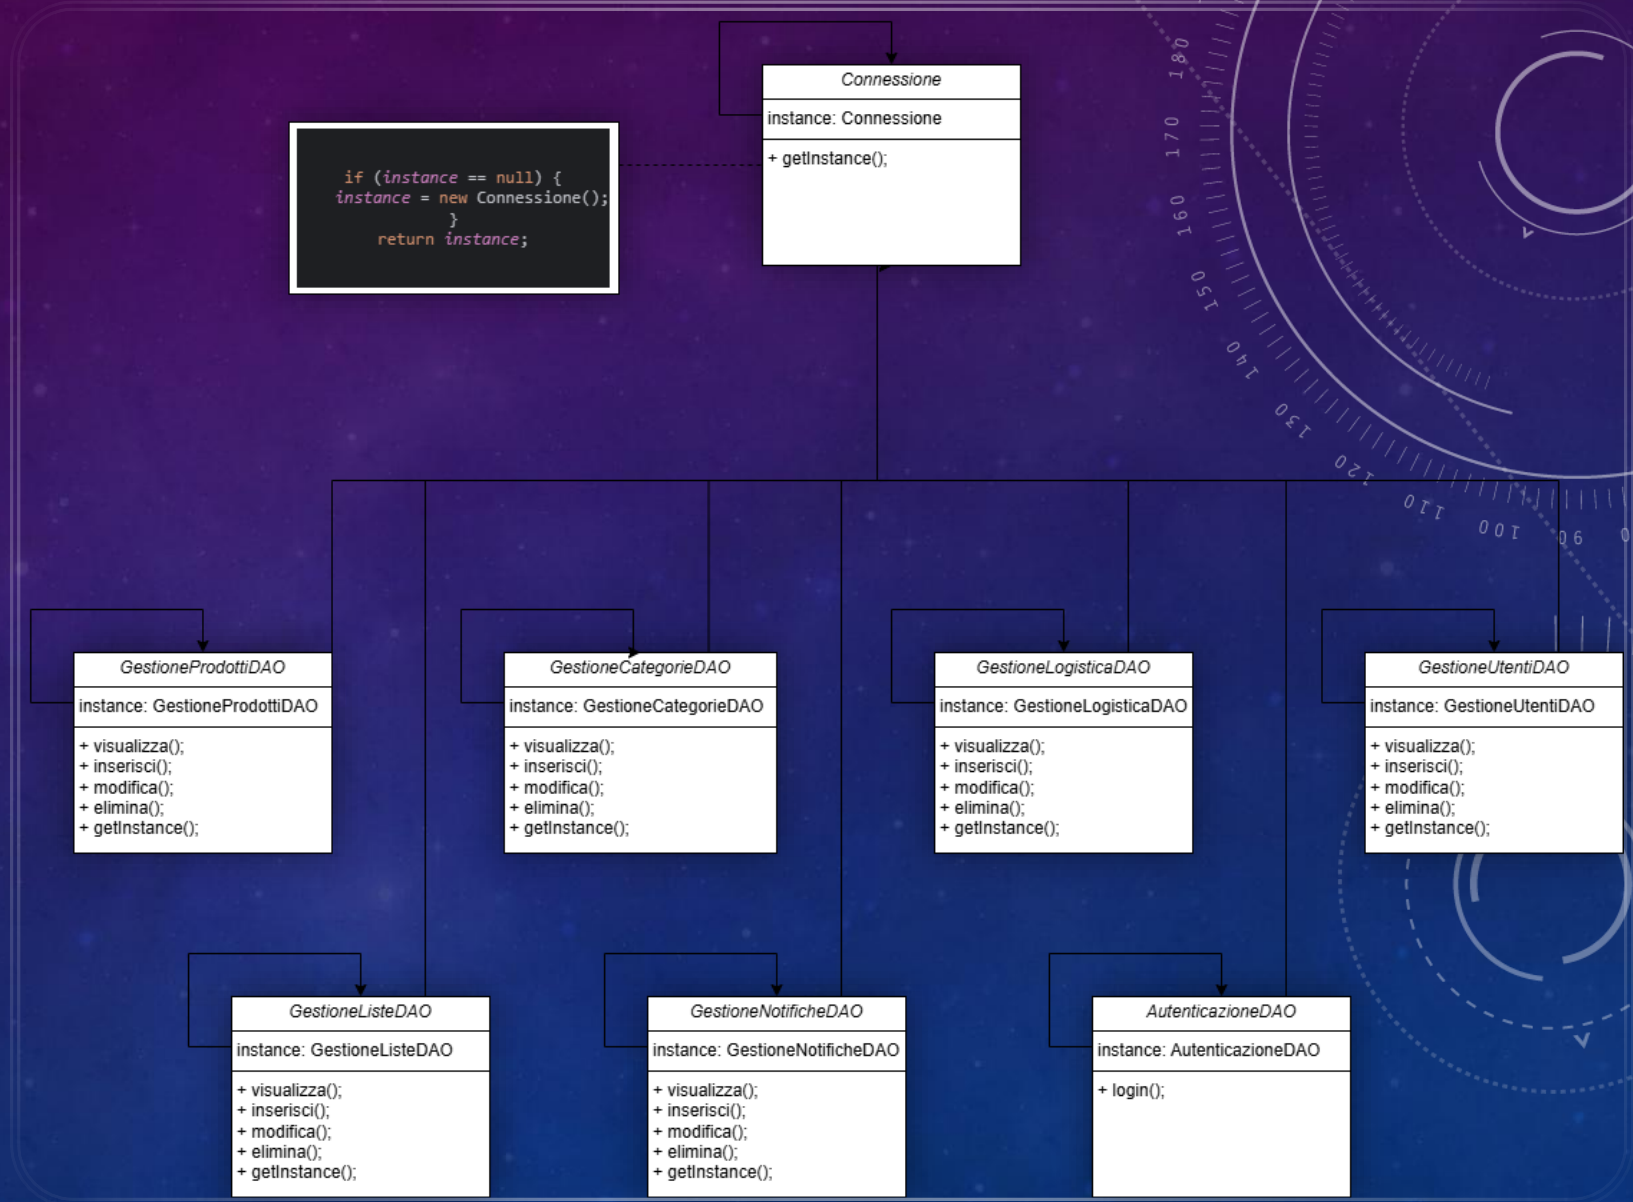 Connessione
instance: Connessione
+ getInstance();
if (instance == null) {
instance = new Connessione();
}
return instance;
180
170
160
150
140
130
120
110
100
90
GestioneProdottiDAO
instance: GestioneProdottiDAO
+ visualizza();
+ inserisci();
+ modifica();
+ elimina();
+ getInstance();
GestioneCategorieDAO
instance: GestioneCategorieDAO
+ visualizza();
+ inserisci();
+ modifica();
+ elimina();
+ getInstance();
GestioneLogisticaDAO
instance: GestioneLogisticaDAO
+ visualizza();
+ inserisci();
+ modifica();
+ elimina();
+ getInstance();
GestioneUtentiDAO
instance: GestioneUtentiDAO
+ visualizza();
+ inserisci();
+ modifica();
+ elimina();
+ getInstance();
GestioneListeDAO
instance: GestioneListeDAO
+ visualizza();
+ inserisci();
+ modifica();
+ elimina();
+ getInstance();
GestioneNotificheDAO
instance: GestioneNotificheDAO
+ visualizza();
+ inserisci();
+ modifica();
+ elimina();
+ getInstance();
AutenticazioneDAO
instance: AutenticazioneDAO
+ login();